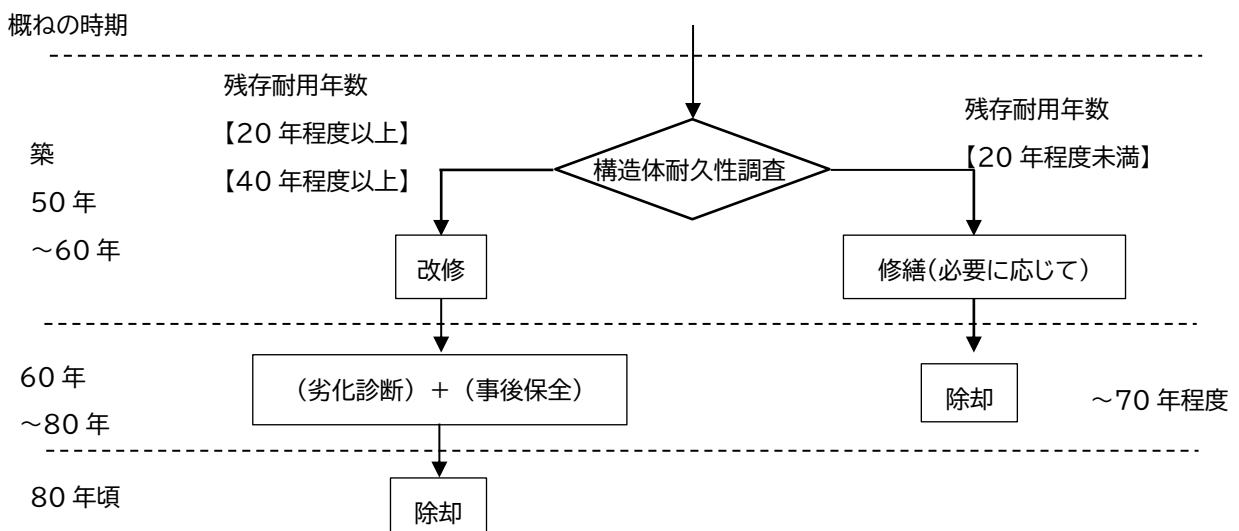 概ねの時期
残存耐用年数
【20 年程度以上】
【40 年程度以上】
残存耐用年数
【20 年程度未満】
築
50 年
～60 年
構造体耐久性調査
改修
修繕(必要に応じて)
60 年
～80 年
（劣化診断）＋（事後保全）
除却
～70 年程度
80 年頃
除却